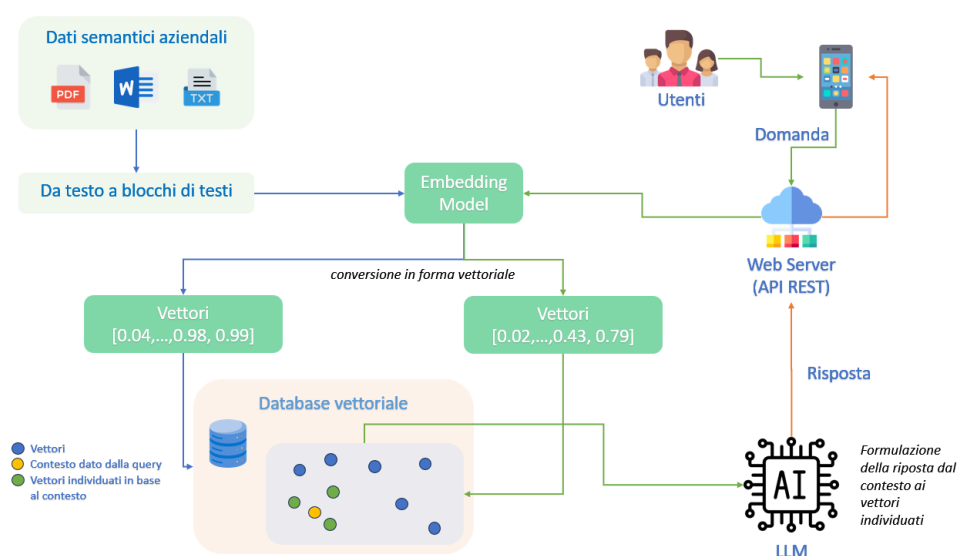 Dati semantici aziendali
PDF
W
TXT
Utenti
Domanda
Da testo a blocchi di testi
Embedding
Model
Web Server
(API REST)
conversione in forma vettoriale
Vettori
[0.04,...,0.98, 0.99]
Vettori
[0.02,...,0.43, 0.79]
Risposta
Database vettoriale
Vettori
Contesto dato dalla query
Vettori individuati in base
al contesto
AI
LLM
Formulazione
della riposta dal
contesto ai
vettori
individuati